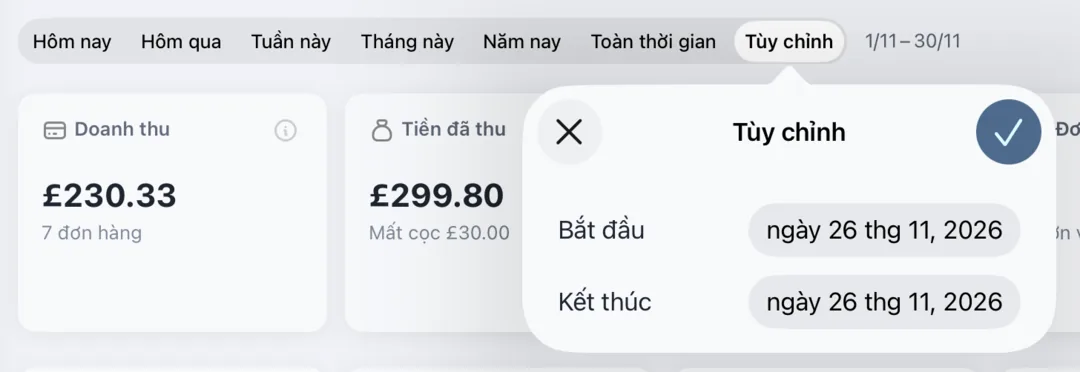 Hôm nay Hôm qua Tuần này Tháng này Năm nay Toàn thời gian Tùy chỉnh 1/11 – 30/11
Doanh thu
£230.33
7 đơn hàng
Tiền đã thu
£299.80
Mất cọc £30.00
Tùy chỉnh
Bắt đầu ngày 26 thg 11, 2026
Kết thúc ngày 26 thg 11, 2026